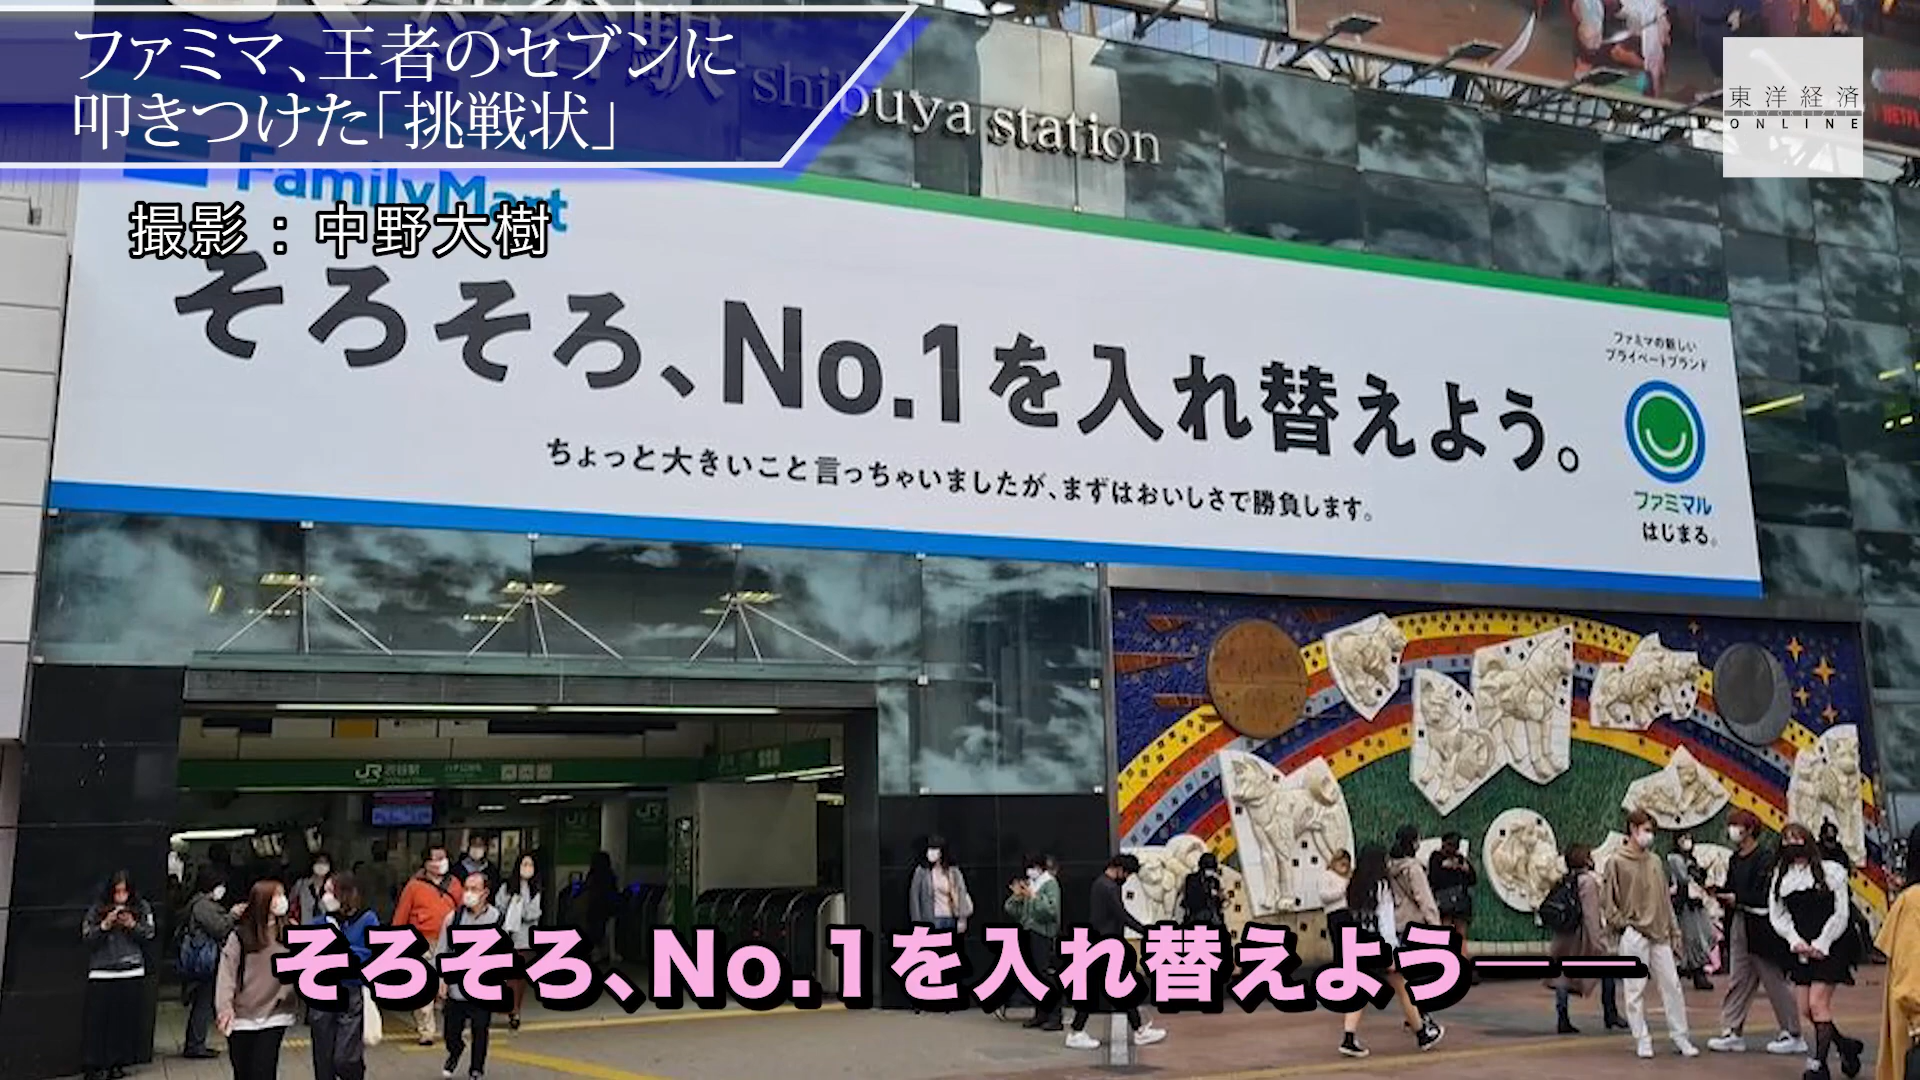 ファミマ、王者のセブンに
叩きつけた「挑戦状」
shibuya station
東洋経済
ONLINE
FamilyMart
撮影：中野大樹
そろそろ、No.1を入れ替えよう。
ちょっと大きいこと言っちゃいましたが、まずはおいしさで勝負します。
ファミマの新しい
プライベートブランド
ファミマル
はじまる。
JR 渋谷駅
そろそろ、No.1を入れ替えよう――